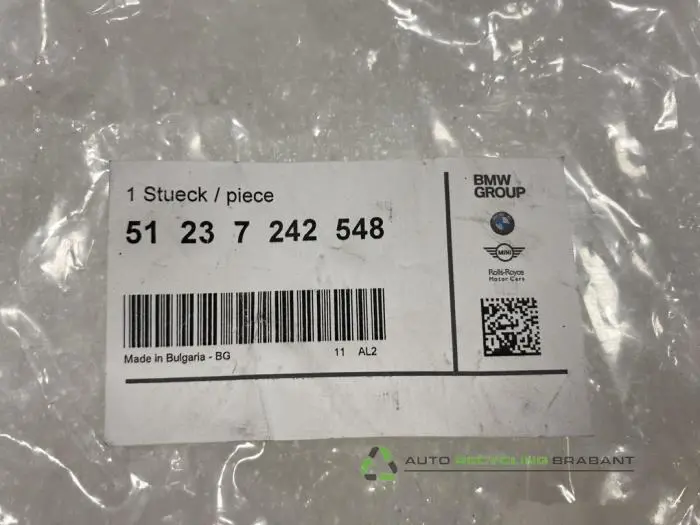 1 Stueck / piece
51 23 7 242 548
Made in Bulgaria - BG
11 AL2
BMW
GROUP
MINI
Rolls-Royce
Motor Cars
AUTO RECYCLING BRABANT